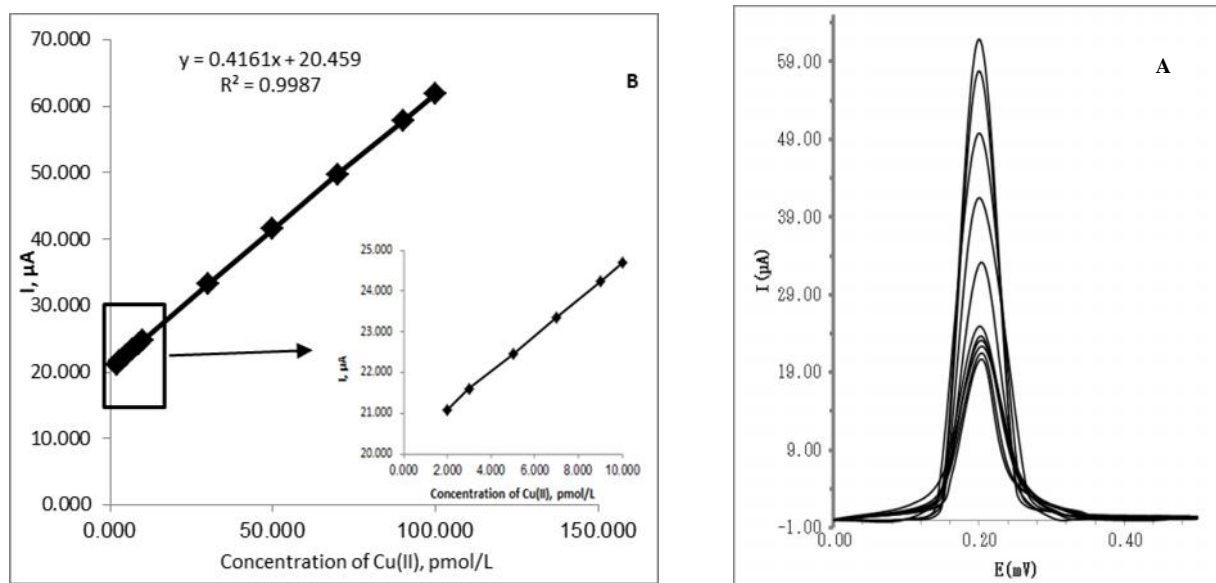 70.000
60.000
50.000
40.000
30.000
20.000
10.000
0.000
I, µA
y = 0.4161x + 20.459
R² = 0.9987
B
25.000
24.000
23.000
22.000
21.000
20.000
I, µA
0.000 2.000 4.000 6.000 8.000 10.000
Concentration of Cu(II), pmol/L
0.000 50.000 100.000 150.000
Concentration of Cu(II), pmol/L
A
59.00
49.00
39.00
29.00
19.00
9.00
-1.00
I (µA)
0.00 0.20 0.40
E(mV)